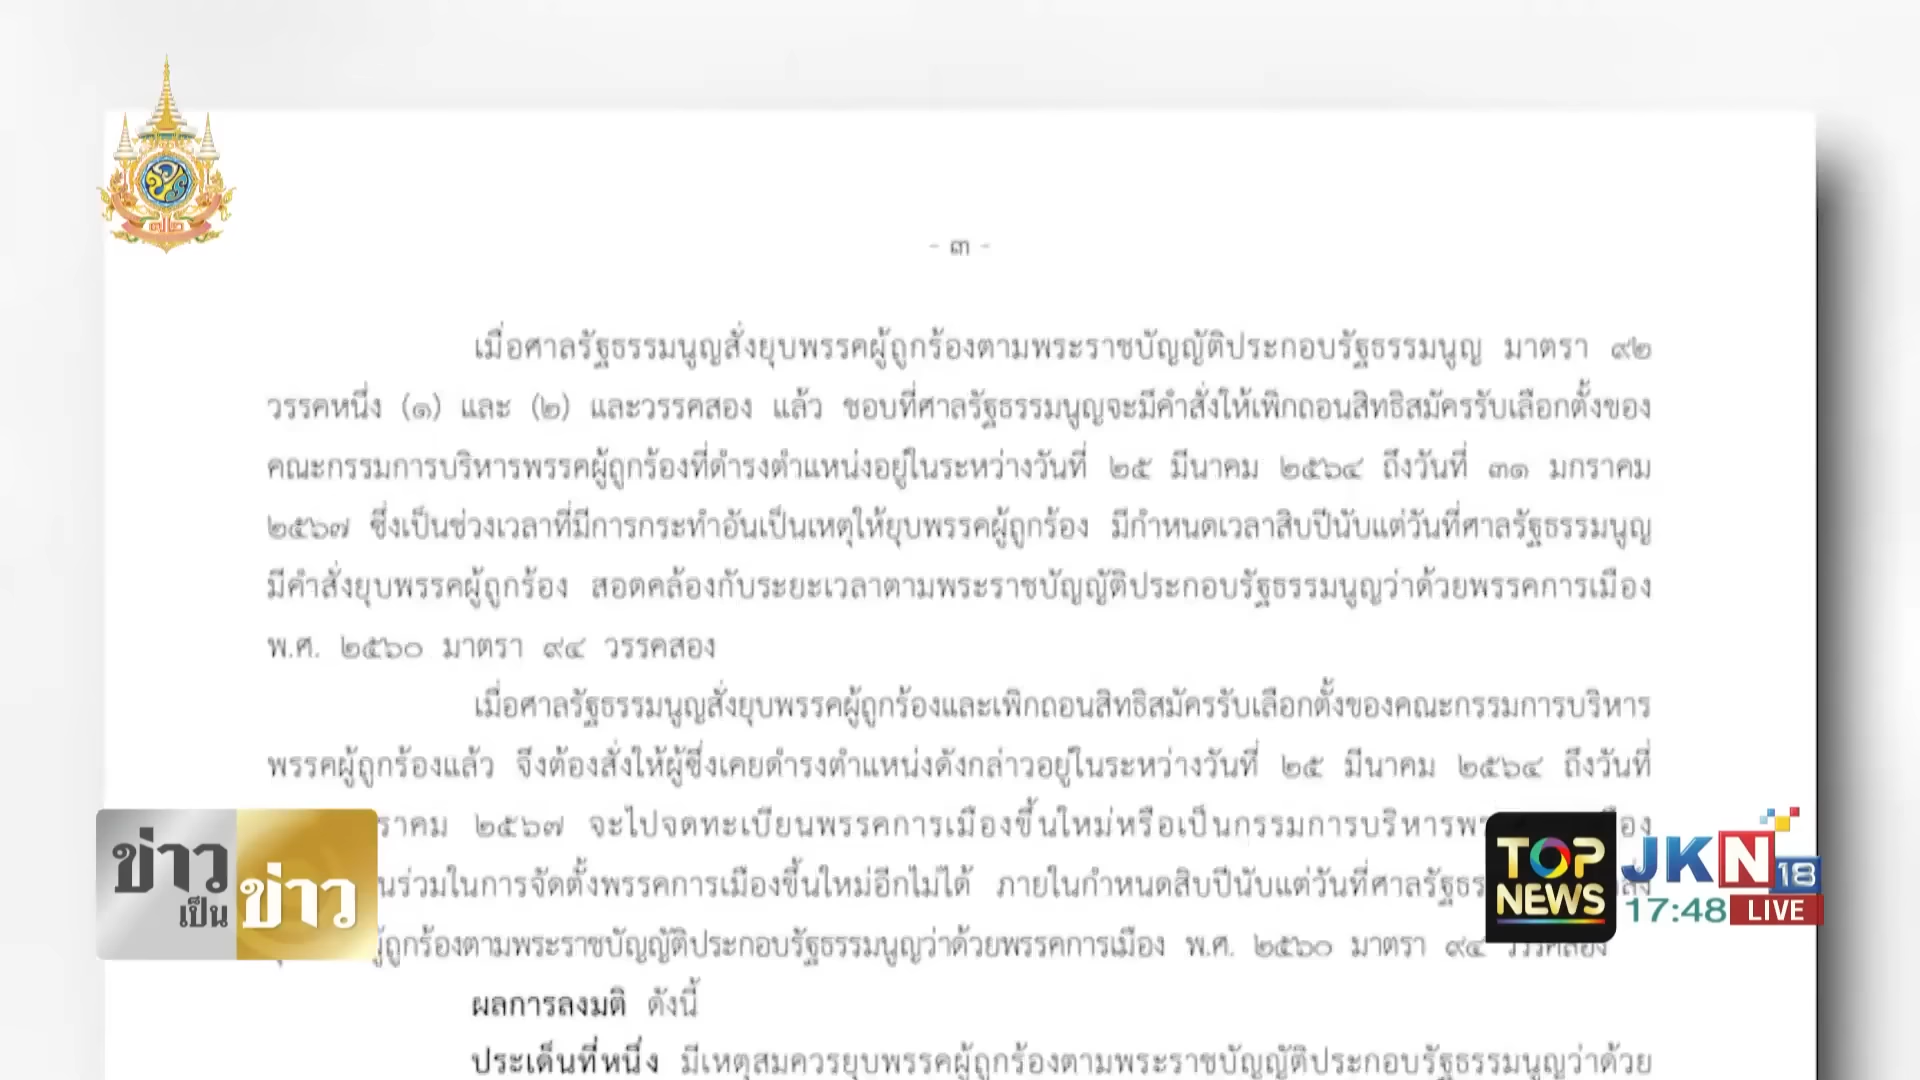 - ๓ -
เมื่อศาลรัฐธรรมนูญสั่งยุบพรรคผู้ถูกร้องตามพระราชบัญญัติประกอบรัฐธรรมนูญ มาตรา ๙๒
วรรคหนึ่ง (๑) และ (๒) และวรรคสอง แล้ว ชอบที่ศาลรัฐธรรมนูญจะมีคำสั่งให้เพิกถอนสิทธิสมัครรับเลือกตั้งของ
คณะกรรมการบริหารพรรคผู้ถูกร้องที่ดำรงตำแหน่งอยู่ในระหว่างวันที่ ๒๕ มีนาคม ๒๕๖๔ ถึงวันที่ ๓๑ มกราคม
๒๕๖๗ ซึ่งเป็นช่วงเวลาที่มีการกระทำอันเป็นเหตุให้ยุบพรรคผู้ถูกร้อง มีกำหนดเวลาสิบปีนับแต่วันที่ศาลรัฐธรรมนูญ
มีคำสั่งยุบพรรคผู้ถูกร้อง สอดคล้องกับระยะเวลาตามพระราชบัญญัติประกอบรัฐธรรมนูญว่าด้วยพรรคการเมือง
พ.ศ. ๒๕๖๐ มาตรา ๙๔ วรรคสอง
เมื่อศาลรัฐธรรมนูญสั่งยุบพรรคผู้ถูกร้องและเพิกถอนสิทธิสมัครรับเลือกตั้งของคณะกรรมการบริหาร
พรรคผู้ถูกร้องแล้ว จึงต้องสั่งให้ผู้ซึ่งเคยดำรงตำแหน่งดังกล่าวอยู่ในระหว่างวันที่ ๒๕ มีนาคม ๒๕๖๔ ถึงวันที่
ราคม ๒๕๖๗ จะไปจดทะเบียนพรรคการเมืองขึ้นใหม่หรือเป็นกรรมการบริหาร
นร่วมในการจัดตั้งพรรคการเมืองขึ้นใหม่อีกไม่ได้ ภายในกำหนดสิบปีนับแต่วันที่ศาลรัฐ
ผู้ถูกร้องตามพระราชบัญญัติประกอบรัฐธรรมนูญว่าด้วยพรรคการเมือง พ.ศ. ๒๕๖๐ มาตรา ๙๔ วรรคสอง
ผลการลงมติ ดังนี้
ประเด็นที่หนึ่ง มีเหตุสมควรยุบพรรคผู้ถูกร้องตามพระราชบัญญัติประกอบรัฐธรรมนูญว่าด้วย
ข่าว
เป็น ข่าว
TOP
NEWS
JKN 18
17:48 LIVE